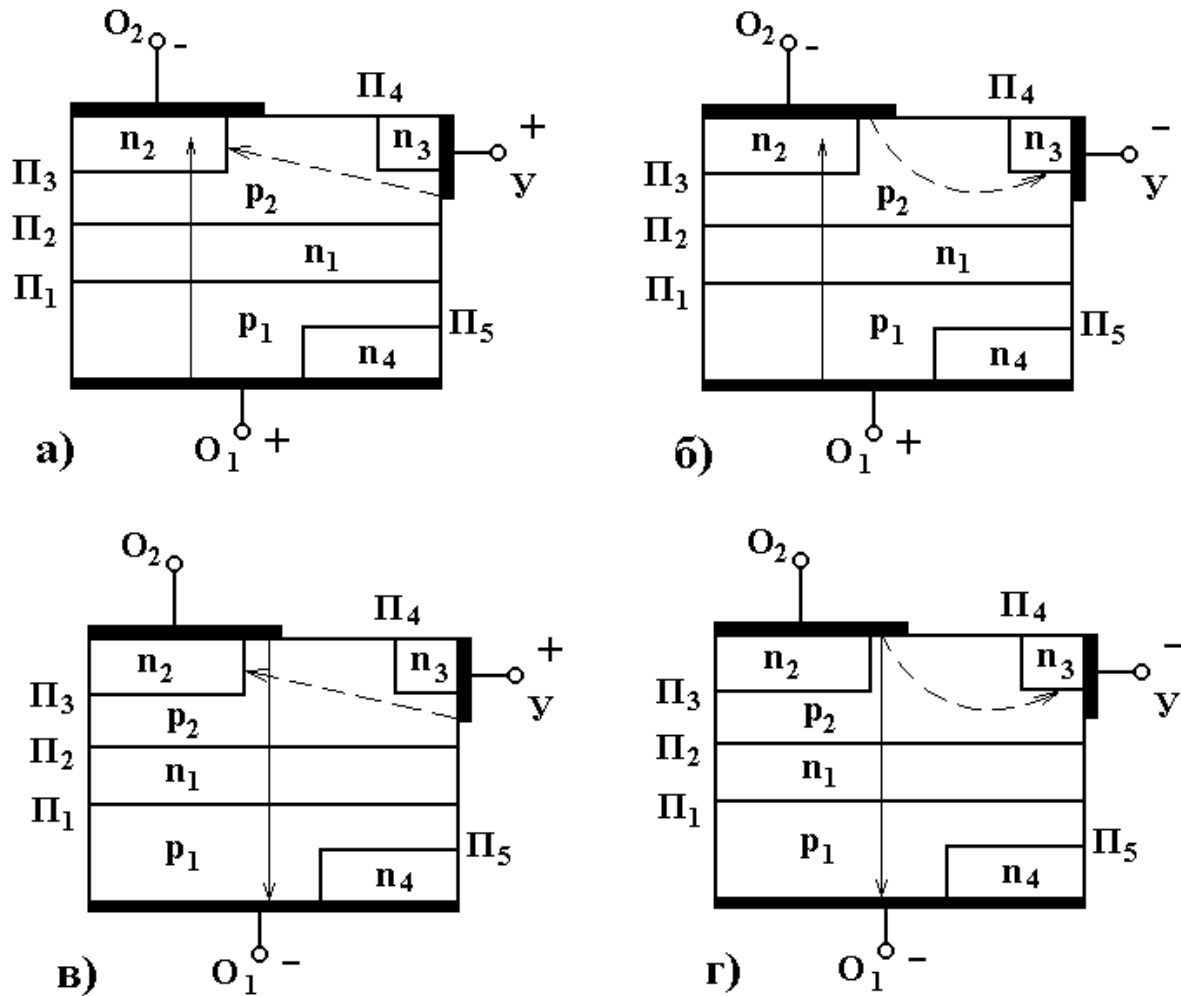 O₂ -
П₄
n₂ n₃ +
У
П₃ p₂
П₂ n₁
П₁
p₁ П₅
n₄
а) O₁ +
O₂ -
П₄
n₂ n₃ -
У
П₃ p₂
П₂ n₁
П₁
p₁ П₅
n₄
б) O₁ +
O₂
П₄
n₂ n₃ +
У
П₃ p₂
П₂ n₁
П₁
p₁ П₅
n₄
в) O₁ -
O₂
П₄
n₂ n₃ -
У
П₃ p₂
П₂ n₁
П₁
p₁ П₅
n₄
г) O₁ -